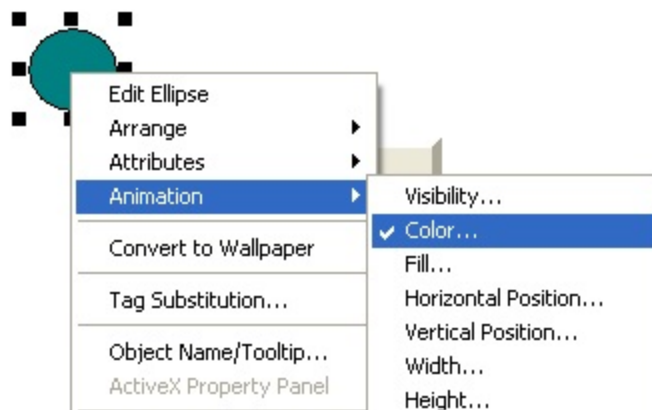 Edit Ellipse
Arrange
Attributes
Animation
Convert to Wallpaper
Tag Substitution...
Object Name/Tooltip...
ActiveX Property Panel
Visibility...
Color...
Fill...
Horizontal Position...
Vertical Position...
Width...
Height...